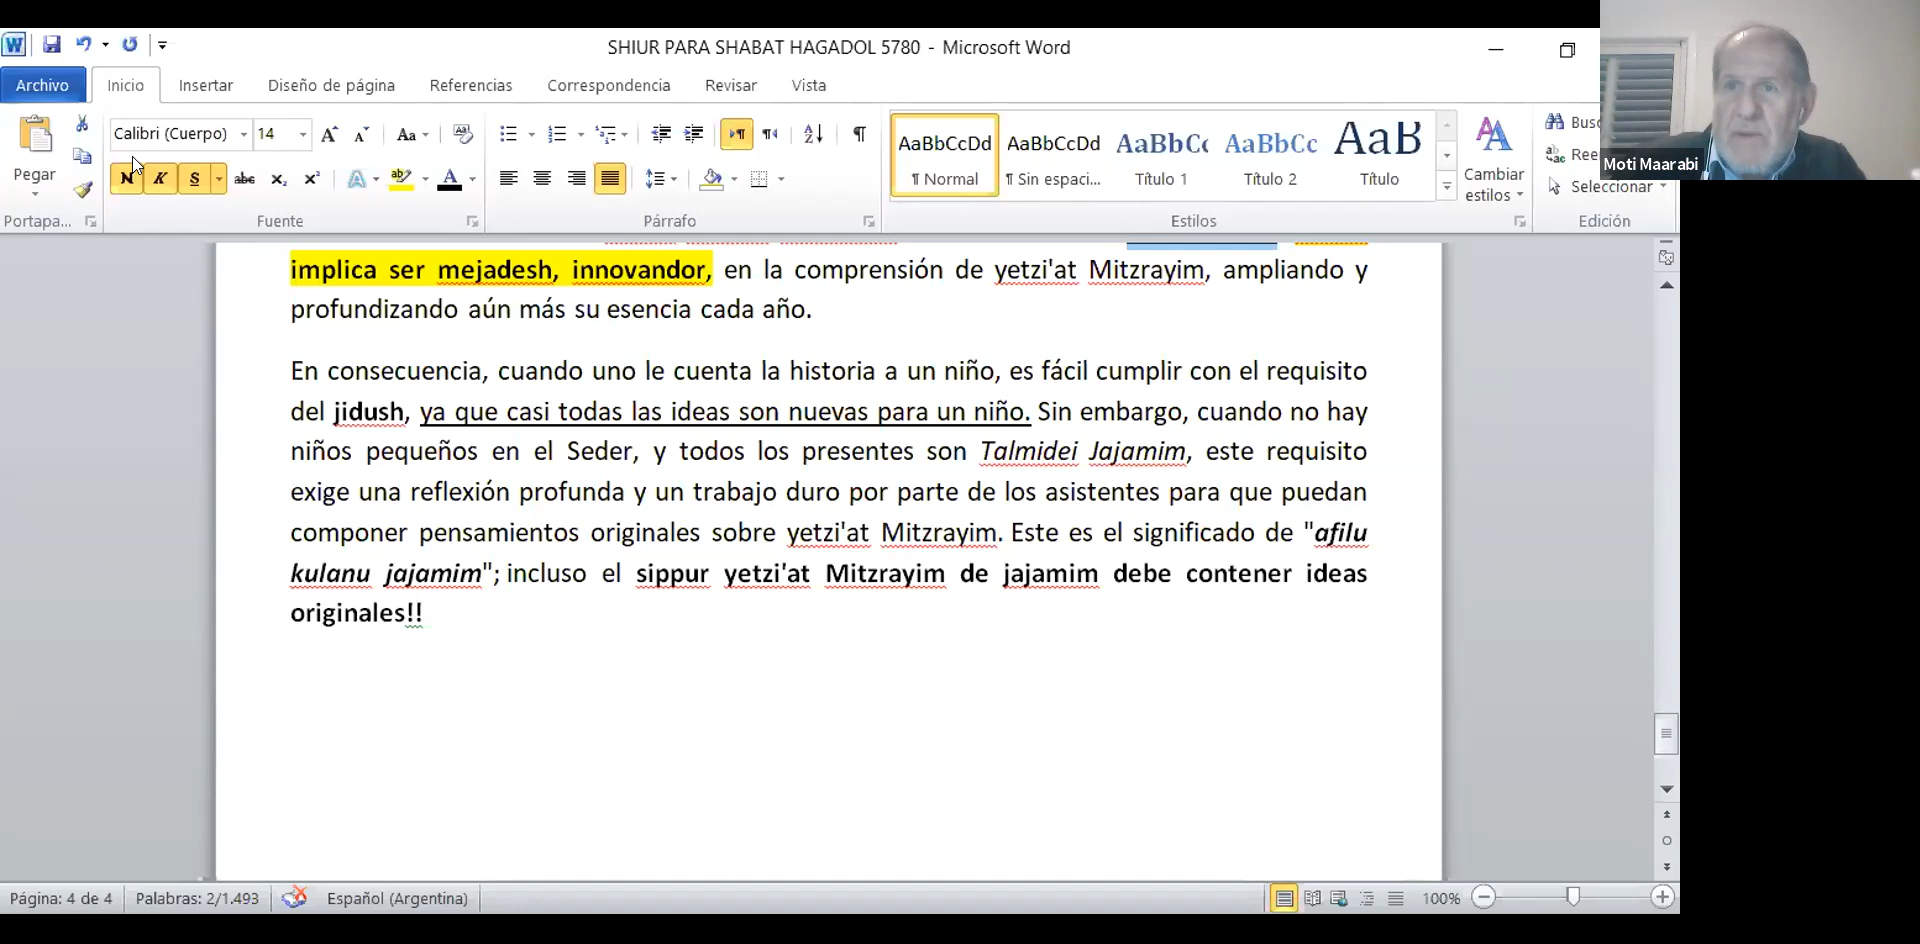 SHIUR PARA SHABAT HAGADOL 5780 - Microsoft Word
Archivo Inicio Insertar Diseño de página Referencias Correspondencia Revisar Vista
Calibri (Cuerpo) 14 Aa AaBbCcDd AaBbCcDd AaBbCc AaBbCc AaB
Pegar N K S abc x₂ x² A ab A ¶ Normal ¶ Sin espaci... Título 1 Título 2 Título Cambiar estilos Seleccionar
Portapa... Fuente Párrafo Estilos Edición
Moti Maarabi
implica ser mejadesh, innovandor, en la comprensión de yetzi'at Mitzrayim, ampliando y
profundizando aún más su esencia cada año.
En consecuencia, cuando uno le cuenta la historia a un niño, es fácil cumplir con el requisito
del jidush, ya que casi todas las ideas son nuevas para un niño. Sin embargo, cuando no hay
niños pequeños en el Seder, y todos los presentes son Talmidei Jajamim, este requisito
exige una reflexión profunda y un trabajo duro por parte de los asistentes para que puedan
componer pensamientos originales sobre yetzi'at Mitzrayim. Este es el significado de "afilu
kulanu jajamim"; incluso el sippur yetzi'at Mitzrayim de jajamim debe contener ideas
originales!!
Página: 4 de 4 Palabras: 2/1.493 Español (Argentina) 100%